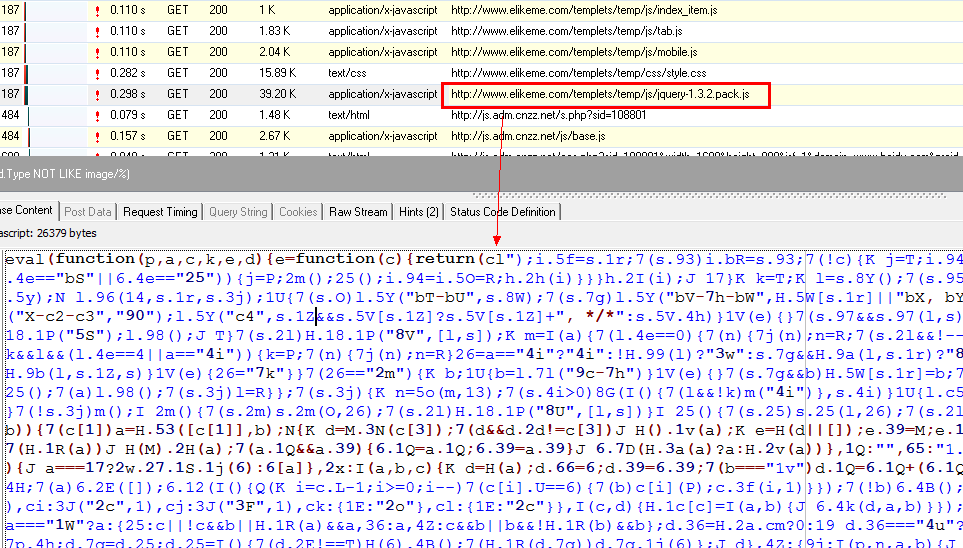 187 0.110 s GET 200 1 K application/x-javascript http://www.elikeme.com/templets/temp/js/index_item.js
187 0.110 s GET 200 1.83 K application/x-javascript http://www.elikeme.com/templets/temp/js/tab.js
187 0.110 s GET 200 2.04 K application/x-javascript http://www.elikeme.com/templets/temp/js/mobile.js
187 0.282 s GET 200 15.89 K text/css http://www.elikeme.com/templets/temp/css/style.css
187 0.298 s GET 200 39.20 K application/x-javascript http://www.elikeme.com/templets/temp/js/jquery-1.3.2.pack.js
484 0.079 s GET 200 1.48 K text/html http://js.adm.cnzz.net/s.php?sid=108801
484 0.157 s GET 200 2.67 K application/x-javascript http://js.adm.cnzz.net/js/base.js
d.Type NOT LIKE image/%)
se Content Post Data Request Timing Query String Cookies Raw Stream Hints (2) Status Code Definition
ascript: 26379 bytes
eval(function(p,a,c,k,e,d){e=function(c){return(cl");i.5f=s.1r;7(s.93)i.bR=s.93;7(!c){K j=T;i.94
.4e=="bS"||6.4e=="25")){j=P;2m();25();i.94=i.5O=R;h.2h(i)}}}h.2I(i);J 17}K k=T;K l=s.8Y();7(s.95
.5y);N l.96(14,s.1r,s.3j);1U{7(s.O)l.5Y("bT-bU",s.8W);7(s.7g)l.5Y("bV-7h-bW",H.5W[s.1r]||"bX, bY
("X-c2-c3","90");l.5Y("c4",s.1Z&&s.5V[s.1Z]?s.5V[s.1Z]+", */*":s.5V.4h)}1V(e){}7(s.97&&s.97(l,s)
18.1P("5S");l.98();J T}7(s.2l)H.18.1P("8V",[l,s]);K m=I(a){7(l.4e==0){7(n){7j(n);n=R;7(s.2l&&!--
k&&l&&(l.4e==4||a=="4i")){k=P;7(n){7j(n);n=R}26=a=="4i"?"4i":!H.99(l)?"3w":s.7g&&H.9a(l,s.1r)?"8
H.9b(l,s.1Z,s)}1V(e){26="7k"}}7(26=="2m"){K b;1U{b=l.7l("9c-7h")}1V(e){}7(s.7g&&b)H.5W[s.1r]=b;7
25();7(a)l.98();7(s.3j)l=R}};7(s.3j){K n=5o(m,13);7(s.4i>0)8G(I(){7(l&&!k)m("4i")},s.4i)}1U{l.c5
}7(!s.3j)m();I 2m(){7(s.2m)s.2m(O,26);7(s.2l)H.18.1P("8U",[l,s])}I 25(){7(s.25)s.25(l,26);7(s.2l
b)){7(c[1])a=H.53([c[1]],b);N{K d=M.3N(c[3]);7(d&&d.2d!=c[3])J H().1v(a);K e=H(d||[]);e.39=M;e.1
7(H.1R(a))J H(M).2H(a);7(a.1Q&&a.39){6.1Q=a.1Q;6.39=a.39}J 6.7D(H.3a(a)?a:H.2v(a))},1Q:"",65:"1.
){J a===17?2w.27.1S.1j(6):6[a]},2x:I(a,b,c){K d=H(a);d.66=6;d.39=6.39;7(b==="1v")d.1Q=6.1Q+(6.1Q
4H;7(a)6.2E([]);6.12(I(){Q(K i=c.L-1;i>=0;i--)7(c[i].U==6){7(b)c[i](P);c.3f(i,1)}});7(!b)6.4B();
),ci:3J("2c",1),cj:3J("3F",1),ck:{1E:"2o"},cl:{1E:"2c"}},I(c,d){H.1c[c]=I(a,b){J 6.4k(d,a,b)}});
a==="1W"?a:{25:c||!c&&b||H.1R(a)&&a,36:a,4Z:c&&b||b&&!H.1R(b)&&b};d.36=H.2a.cm?0:19 d.36==="4u"?